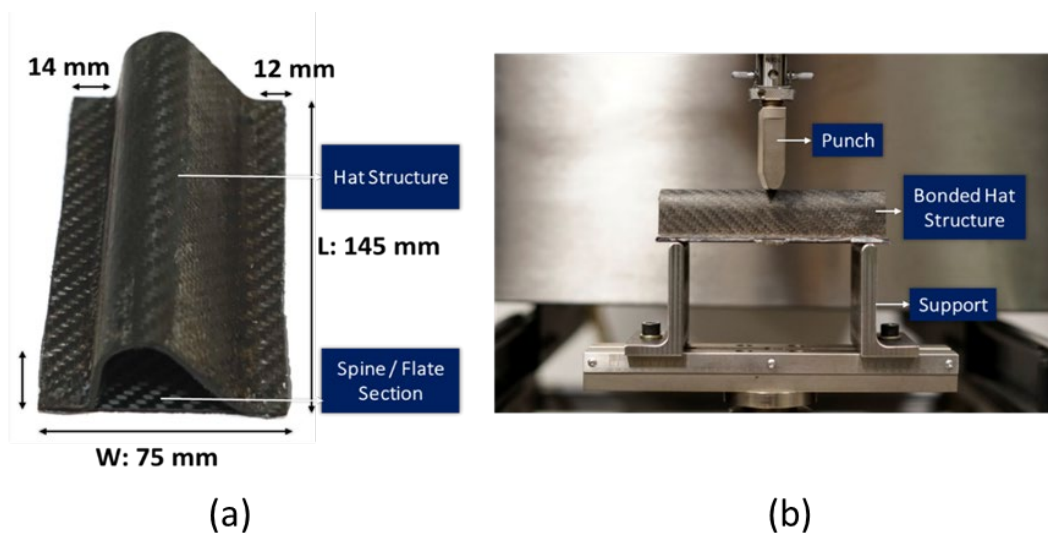 14 mm
12 mm
Hat Structure
L: 145 mm
Spine / Flate
Section
W: 75 mm
(a)
Punch
Bonded Hat
Structure
Support
(b)